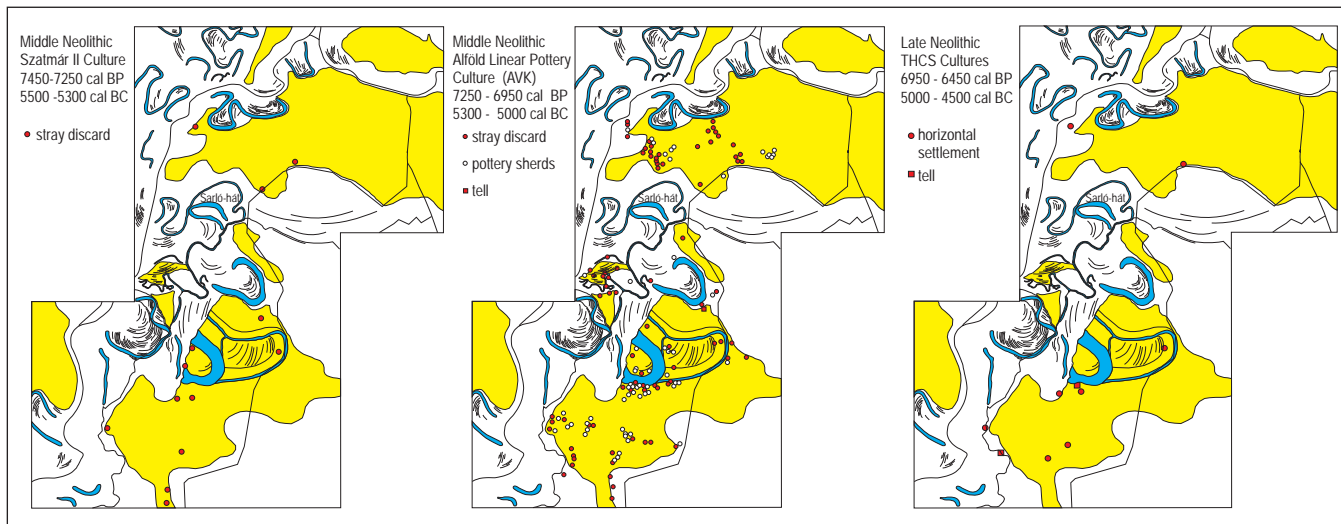 Middle Neolithic
Szatmár II Culture
7450-7250 cal BP
5500 -5300 cal BC
stray discard
Sarló-hát
Middle Neolithic
Alföld Linear Pottery
Culture (AVK)
7250 - 6950 cal BP
5300 - 5000 cal BC
stray discard
pottery sherds
tell
Sarló-hát
Late Neolithic
THCS Cultures
6950 - 6450 cal BP
5000 - 4500 cal BC
horizontal
settlement
tell
Sarló-hát